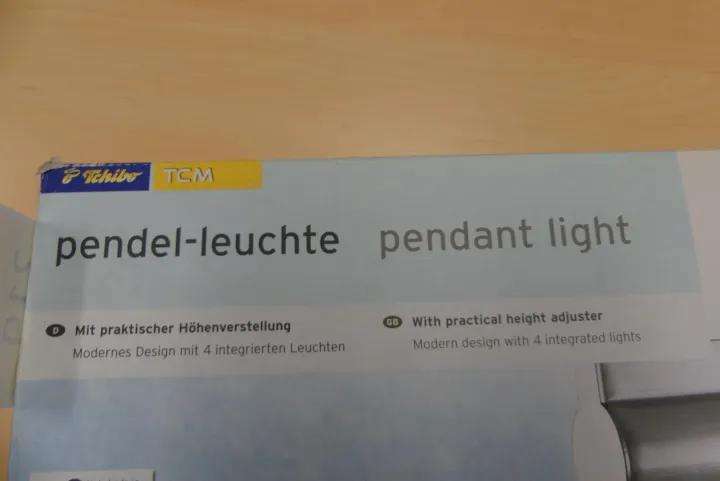 Tchibo TCM
pendel-leuchte
pendant light
D Mit praktischer Höhenverstellung
Modernes Design mit 4 integrierten Leuchten
GB With practical height adjuster
Modern design with 4 integrated lights